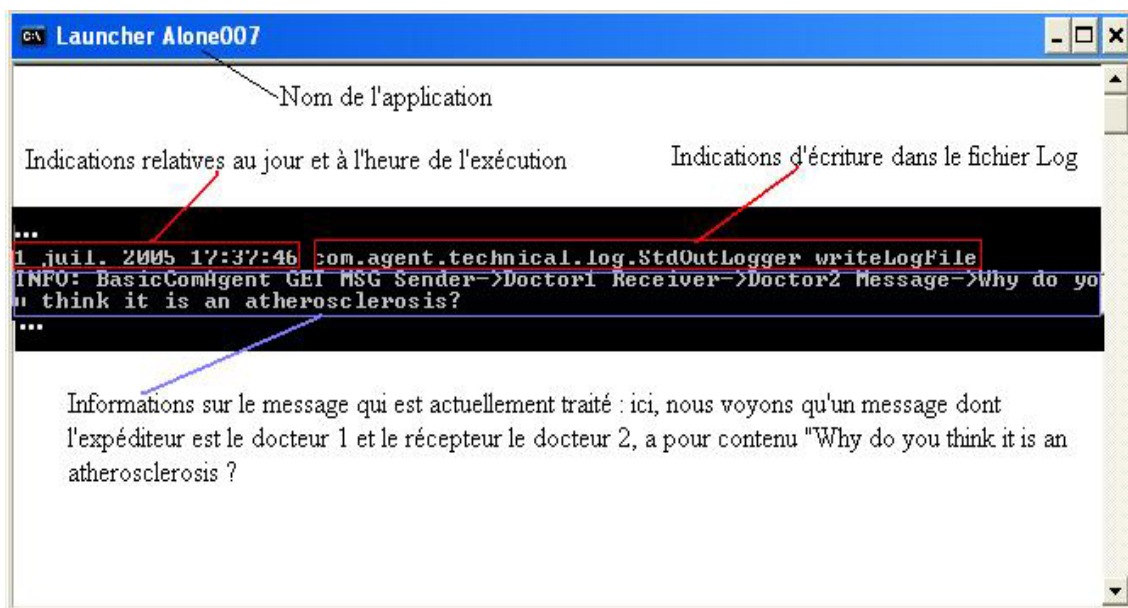 Launcher Alone007
Nom de l'application
Indications relatives au jour et à l'heure de l'exécution
Indications d'écriture dans le fichier Log
...
1 juil. 2005 17:37:46 com.agent.technical.log.StdOutLogger writeLogFile
INFO: BasicComAgent GET MSG Sender->Doctor1 Receiver->Doctor2 Message->Why do yo
u think it is an atherosclerosis?
...
Informations sur le message qui est actuellement traité : ici, nous voyons qu'un message dont
l'expéditeur est le docteur 1 et le récepteur le docteur 2, a pour contenu "Why do you think it is an
atherosclerosis ?